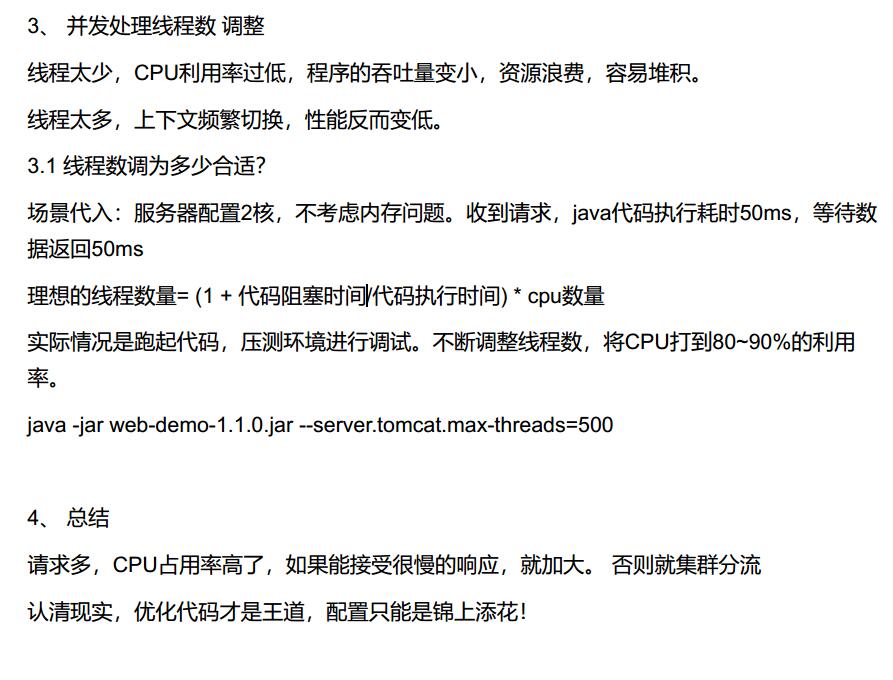 3、 并发处理线程数 调整
线程太少，CPU利用率过低，程序的吞吐量变小，资源浪费，容易堆积。
线程太多，上下文频繁切换，性能反而变低。
3.1 线程数调为多少合适？
场景代入：服务器配置2核，不考虑内存问题。收到请求，java代码执行耗时50ms，等待数
据返回50ms
理想的线程数量= (1 + 代码阻塞时间/代码执行时间) * cpu数量
实际情况是跑起代码，压测环境进行调试。不断调整线程数，将CPU打到80~90%的利用
率。
java -jar web-demo-1.1.0.jar --server.tomcat.max-threads=500
4、 总结
请求多，CPU占用率高了，如果能接受很慢的响应，就加大。 否则就集群分流
认清现实，优化代码才是王道，配置只能是锦上添花！